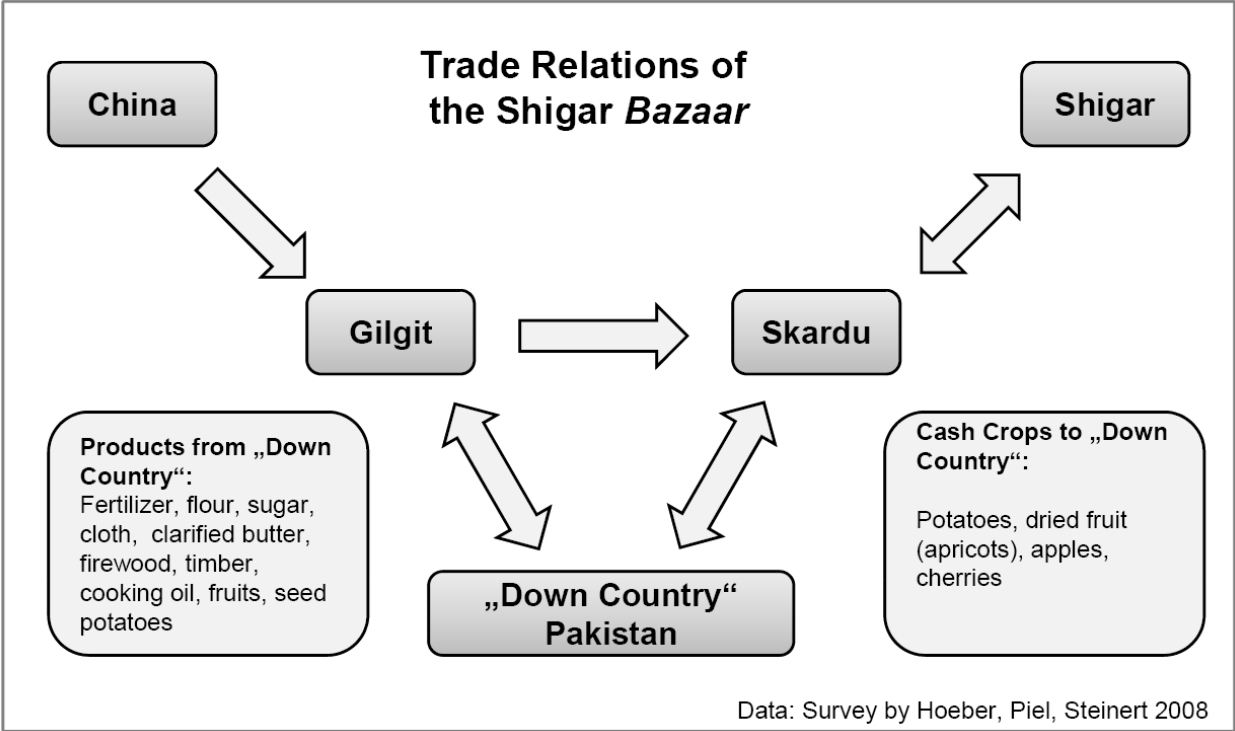 Trade Relations of
the Shigar Bazaar
China
Shigar
Gilgit
Skardu
Products from „Down
Country“:
Fertilizer, flour, sugar,
cloth, clarified butter,
firewood, timber,
cooking oil, fruits, seed
potatoes
„Down Country“
Pakistan
Cash Crops to „Down
Country“:
Potatoes, dried fruit
(apricots), apples,
cherries
Data: Survey by Hoeber, Piel, Steinert 2008